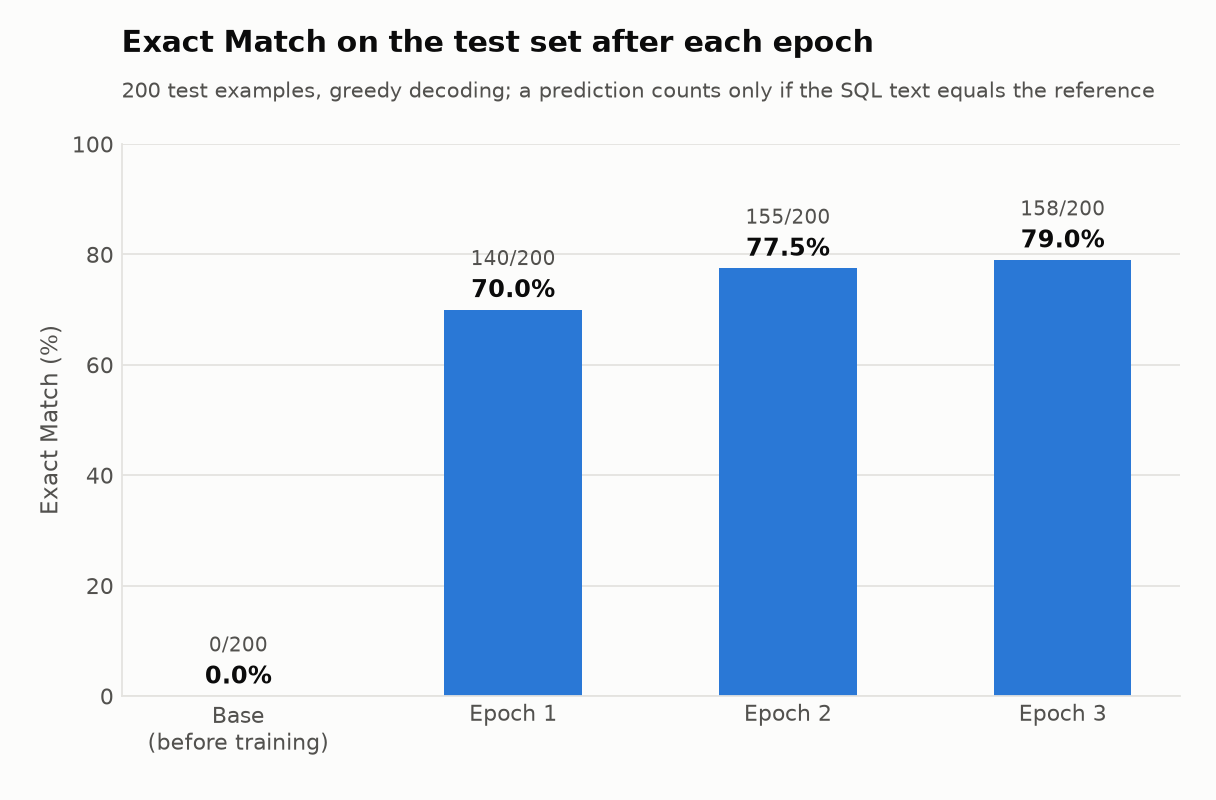 Exact Match on the test set after each epoch
200 test examples, greedy decoding; a prediction counts only if the SQL text equals the reference
Exact Match (%)
100
80
60
40
20
0
0/200
0.0%
140/200
70.0%
155/200
77.5%
158/200
79.0%
Base
(before training)
Epoch 1
Epoch 2
Epoch 3